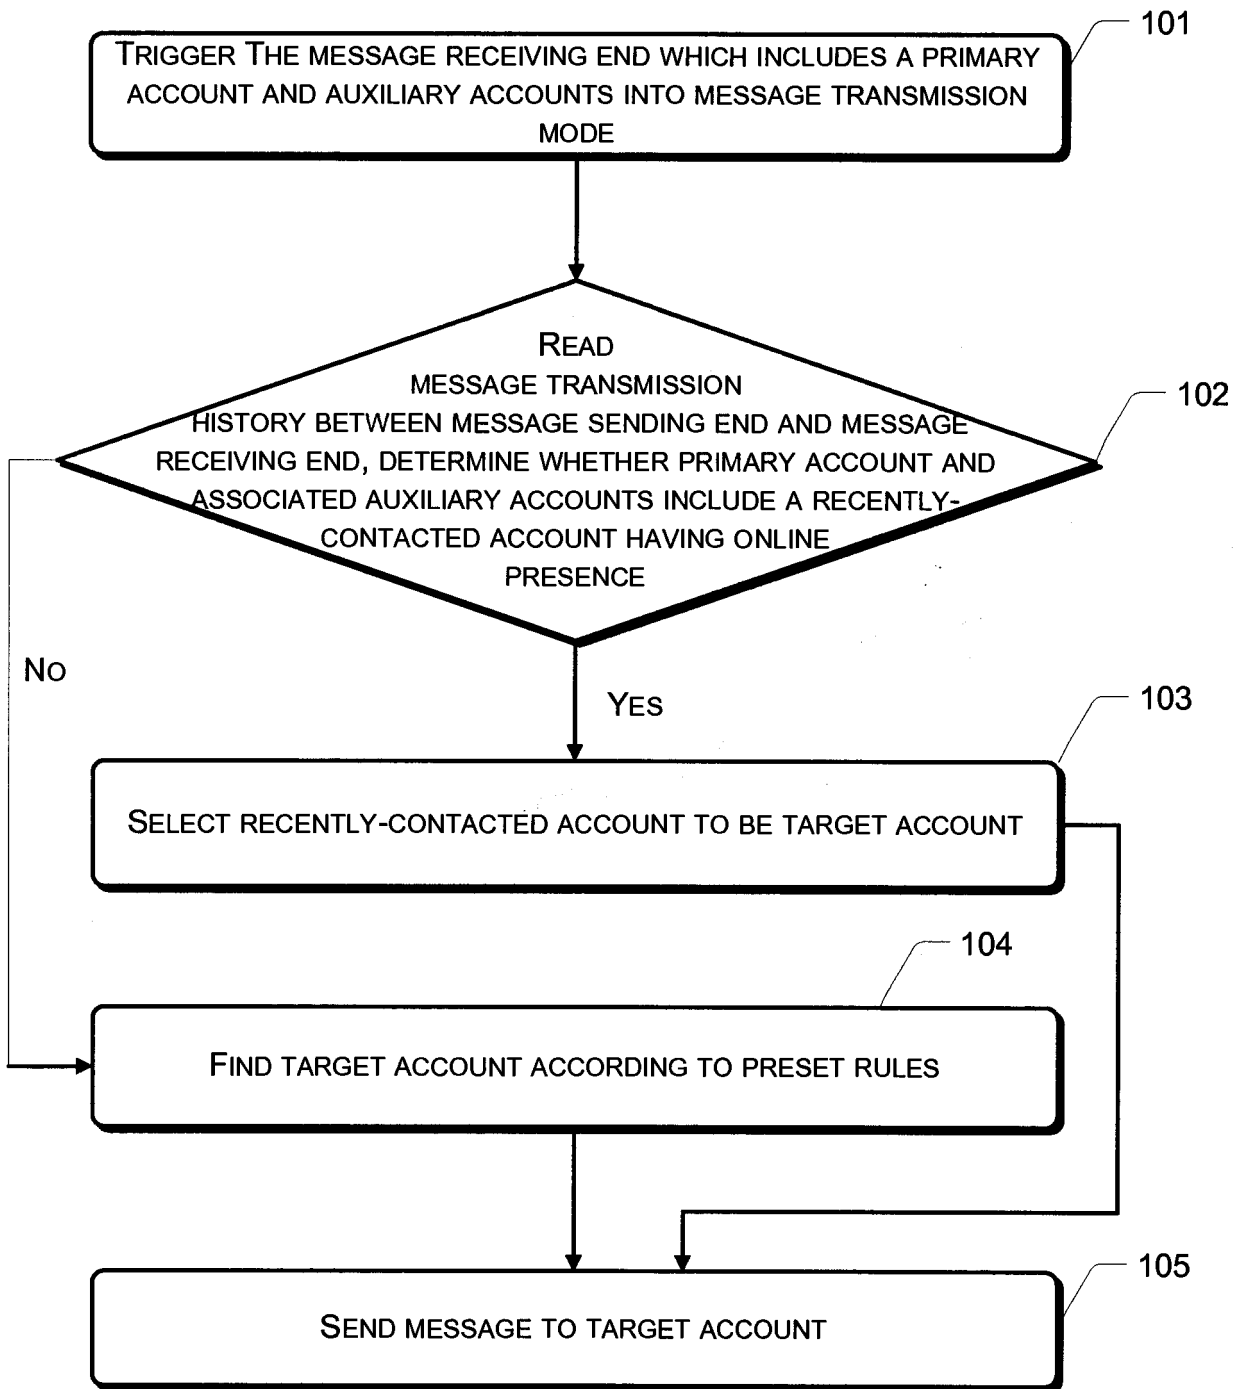 101
TRIGGER THE MESSAGE RECEIVING END WHICH INCLUDES A PRIMARY
ACCOUNT AND AUXILIARY ACCOUNTS INTO MESSAGE TRANSMISSION
MODE
READ
MESSAGE TRANSMISSION
102
HISTORY BETWEEN MESSAGE SENDING END AND MESSAGE
RECEIVING END, DETERMINE WHETHER PRIMARY ACCOUNT AND
ASSOCIATED AUXILIARY ACCOUNTS INCLUDE A RECENTLY-
CONTACTED ACCOUNT HAVING ONLINE
PRESENCE
NO
YES
103
SELECT RECENTLY-CONTACTED ACCOUNT TO BE TARGET ACCOUNT
104
FIND TARGET ACCOUNT ACCORDING TO PRESET RULES
105
SEND MESSAGE TO TARGET ACCOUNT